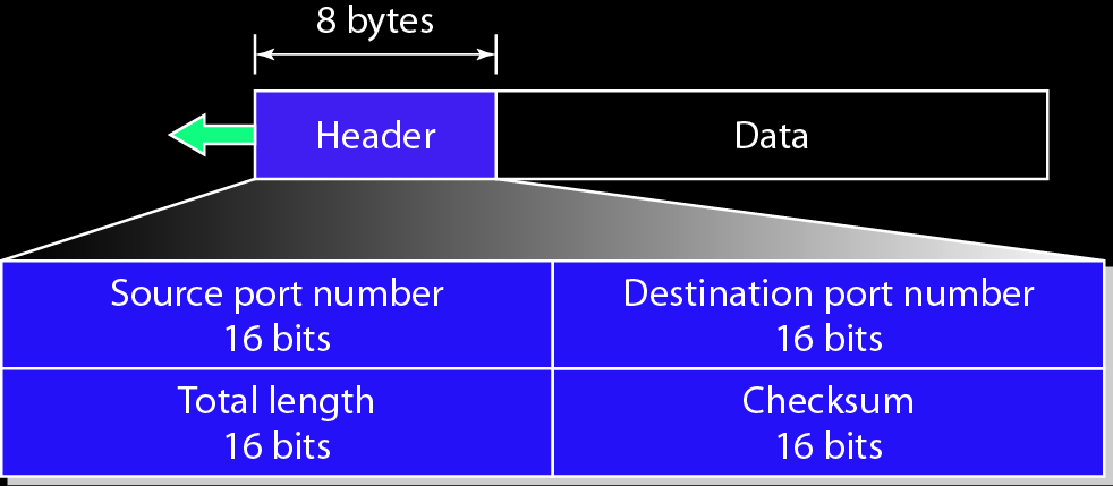 8 bytes
Header
Data
Source port number
16 bits
Destination port number
16 bits
Total length
16 bits
Checksum
16 bits